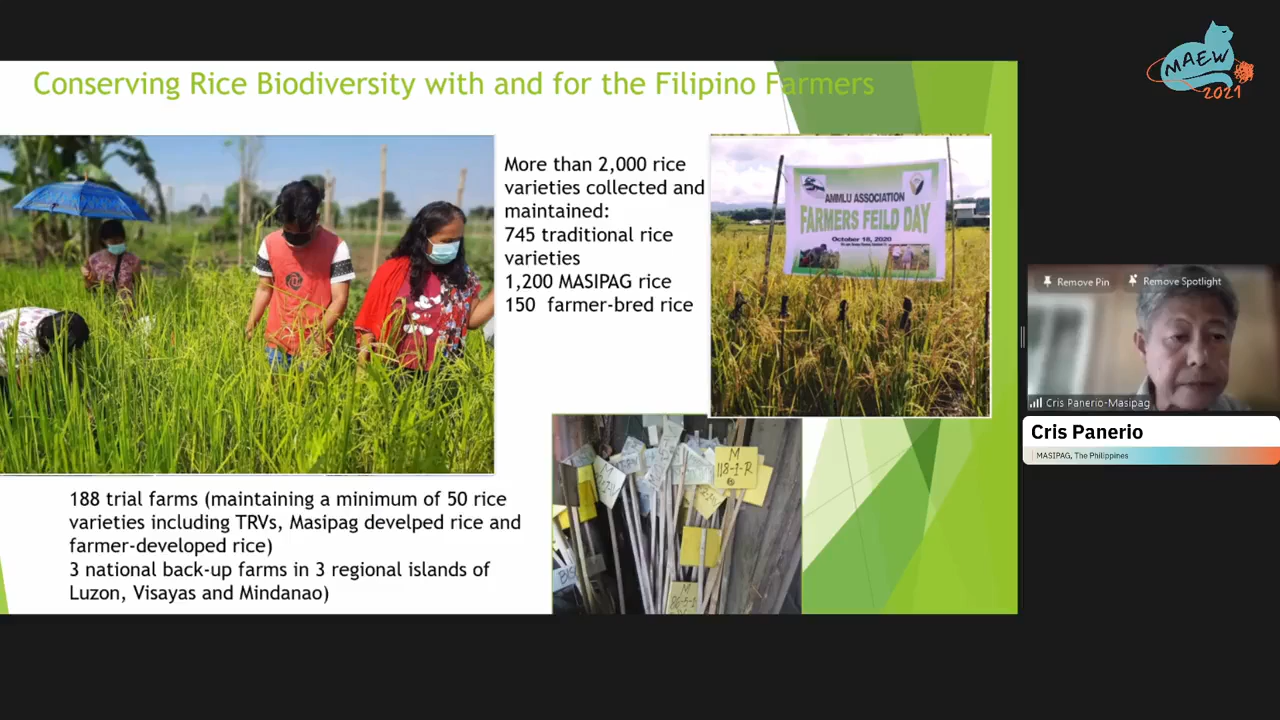 Conserving Rice Biodiversity with and for the Filipino Farmers
More than 2,000 rice
varieties collected and
maintained:
745 traditional rice
varieties
1,200 MASIPAG rice
150 farmer-bred rice
AMMLU ASSOCIATION
FARMERS FEILD DAY
October 18, 2020
M
118-1-R
188 trial farms (maintaining a minimum of 50 rice
varieties including TRVs, Masipag develped rice and
farmer-developed rice)
3 national back-up farms in 3 regional islands of
Luzon, Visayas and Mindanao)
MAEW
2021
Remove Pin
Remove Spotlight
Cris Panerio-Masipag
Cris Panerio
MASIPAG, The Philippines